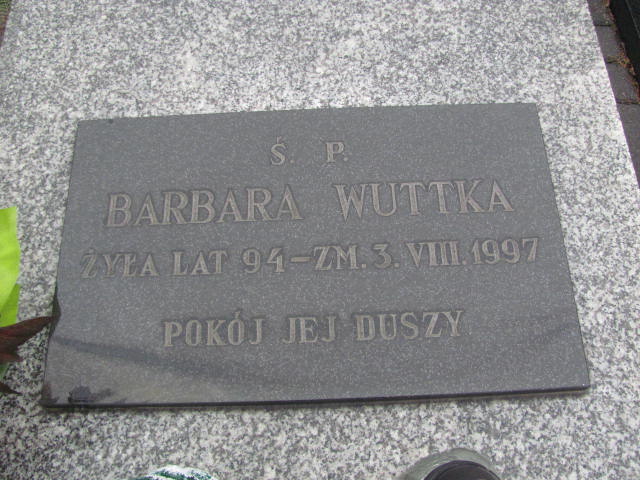 Ś. P.
BARBARA WUTTKA
ŻYŁA LAT 94-ZM. 3. VIII. 1997
POKÓJ JEJ DUSZY